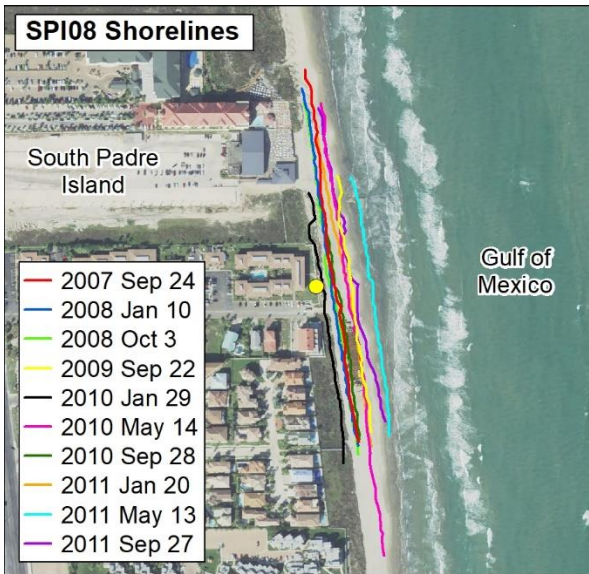 SPI08 Shorelines
South Padre
Island
Gulf of
Mexico
2007 Sep 24
2008 Jan 10
2008 Oct 3
2009 Sep 22
2010 Jan 29
2010 May 14
2010 Sep 28
2011 Jan 20
2011 May 13
2011 Sep 27